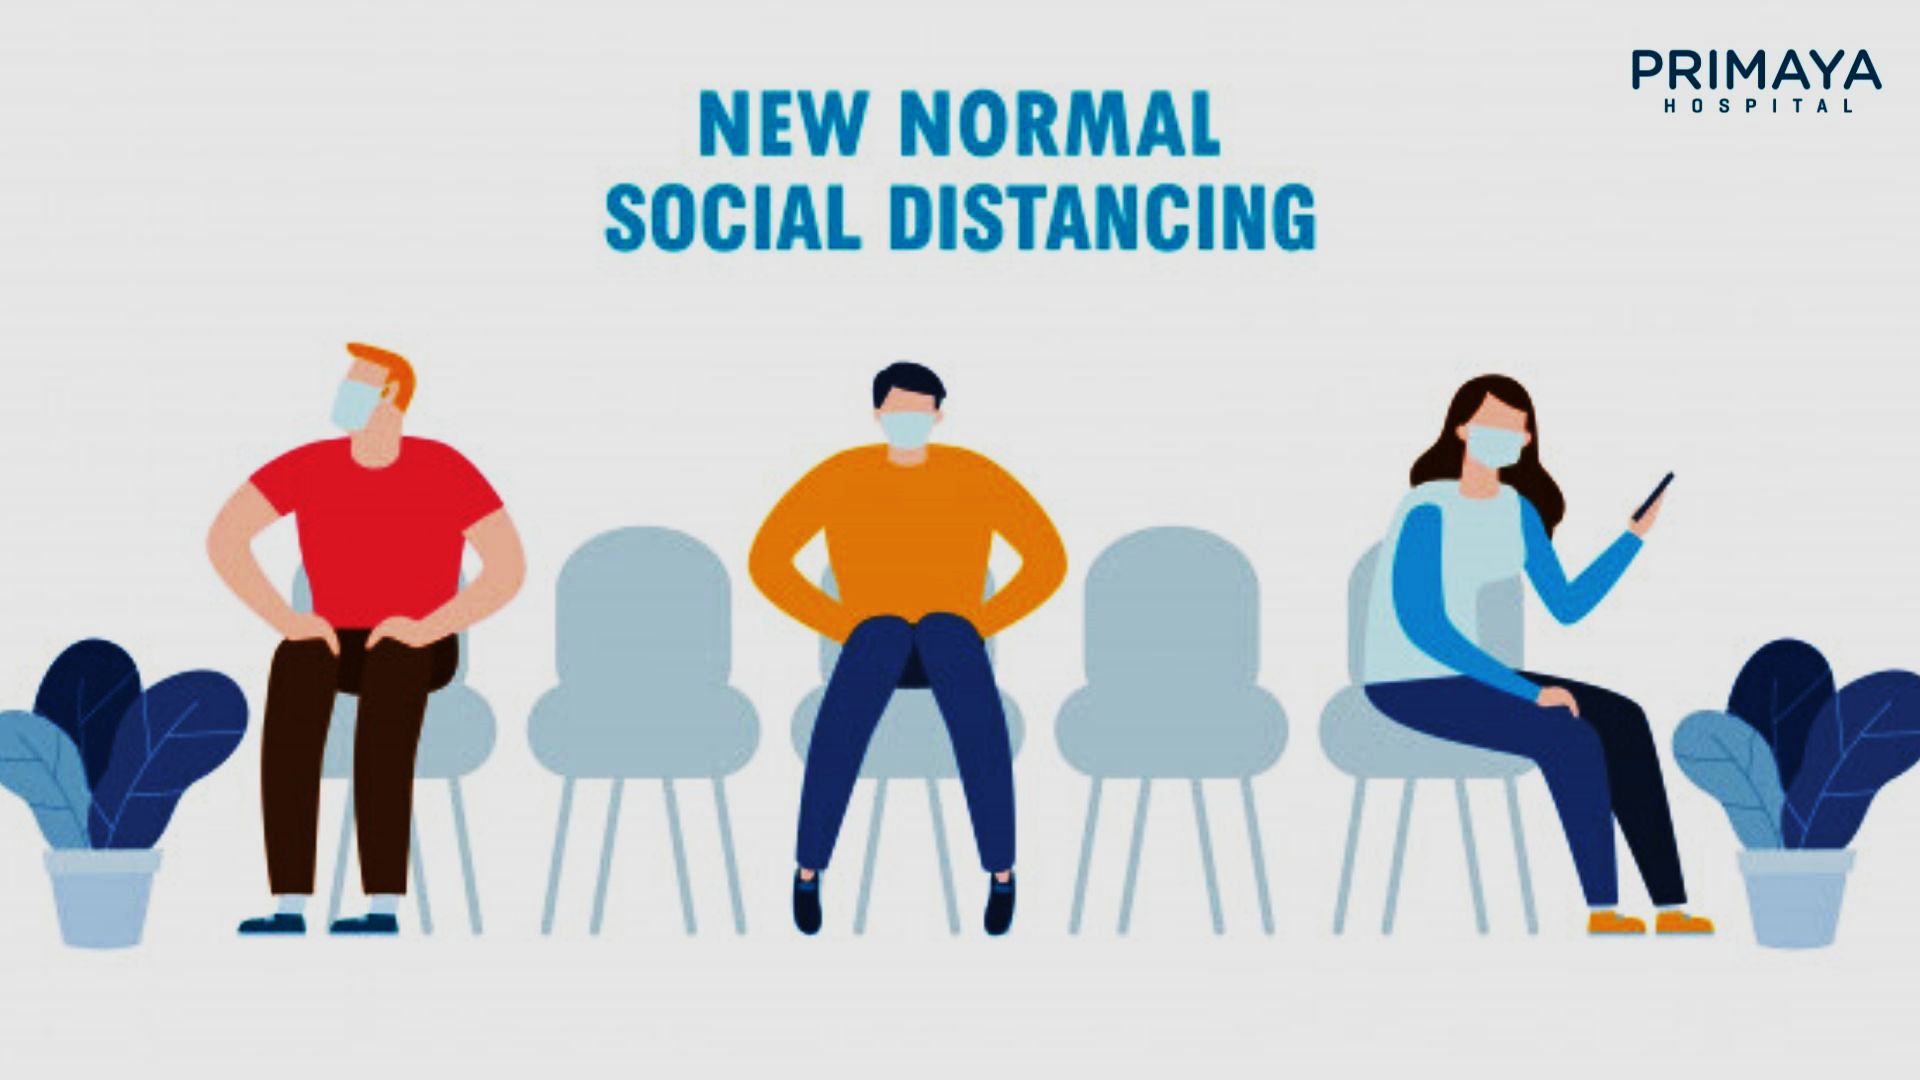 PRIMAYA
HOSPITAL
NEW NORMAL
SOCIAL DISTANCING